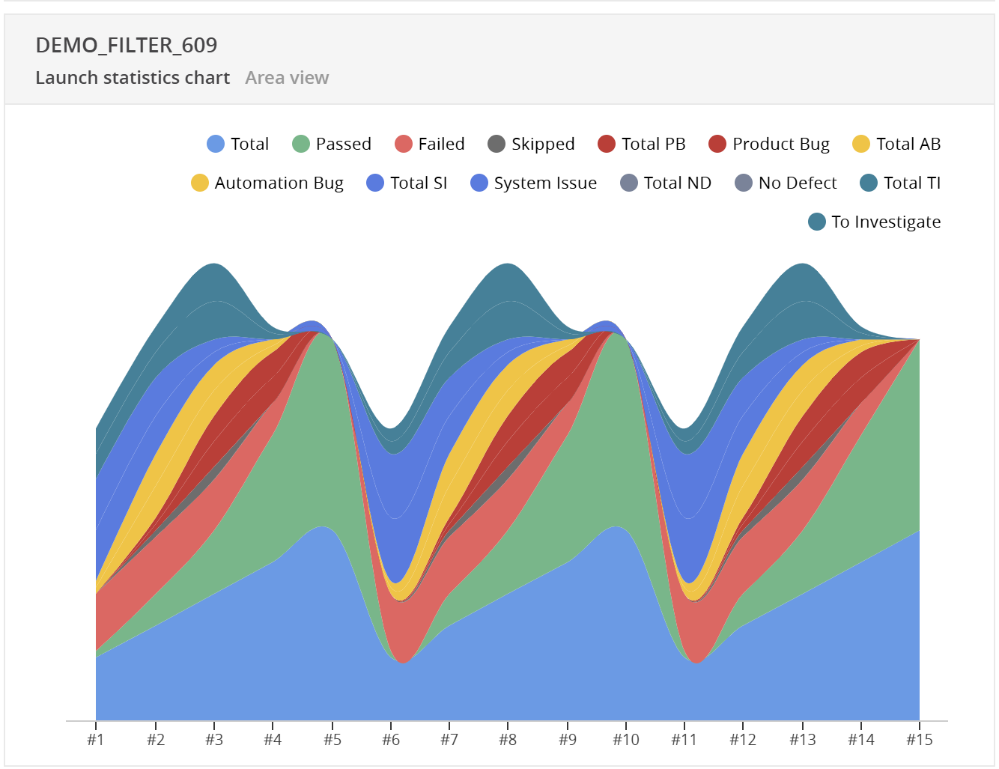 DEMO_FILTER_609
Launch statistics chart Area view
Total Passed Failed Skipped Total PB Product Bug Total AB
Automation Bug Total SI System Issue Total ND No Defect Total TI
To Investigate
#1 #2 #3 #4 #5 #6 #7 #8 #9 #10 #11 #12 #13 #14 #15